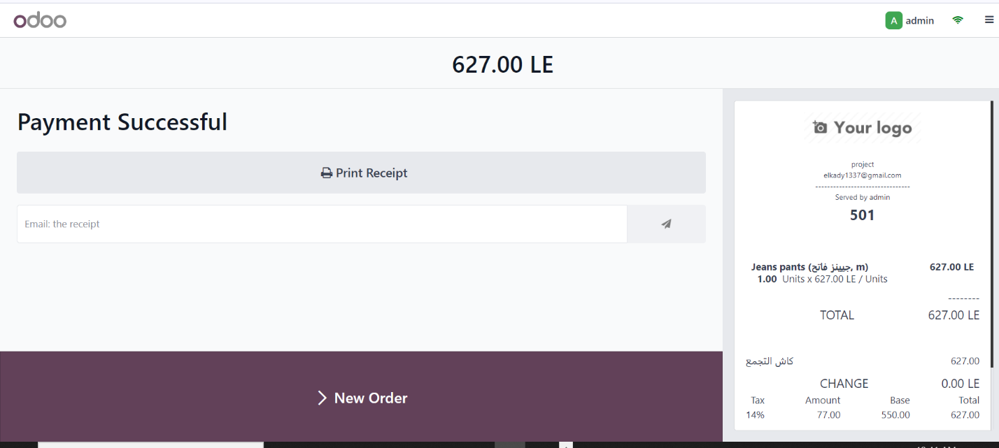 odoo
A admin
627.00 LE
Payment Successful
Print Receipt
Email: the receipt
New Order
Your logo
project
elkady1337@gmail.com
--------------------------------
Served by admin
501
Jeans pants (جيينز فاتح, m) 627.00 LE
1.00 Units x 627.00 LE / Units
--------
TOTAL 627.00 LE
كاش التجمع 627.00
CHANGE 0.00 LE
Tax Amount Base Total
14% 77.00 550.00 627.00